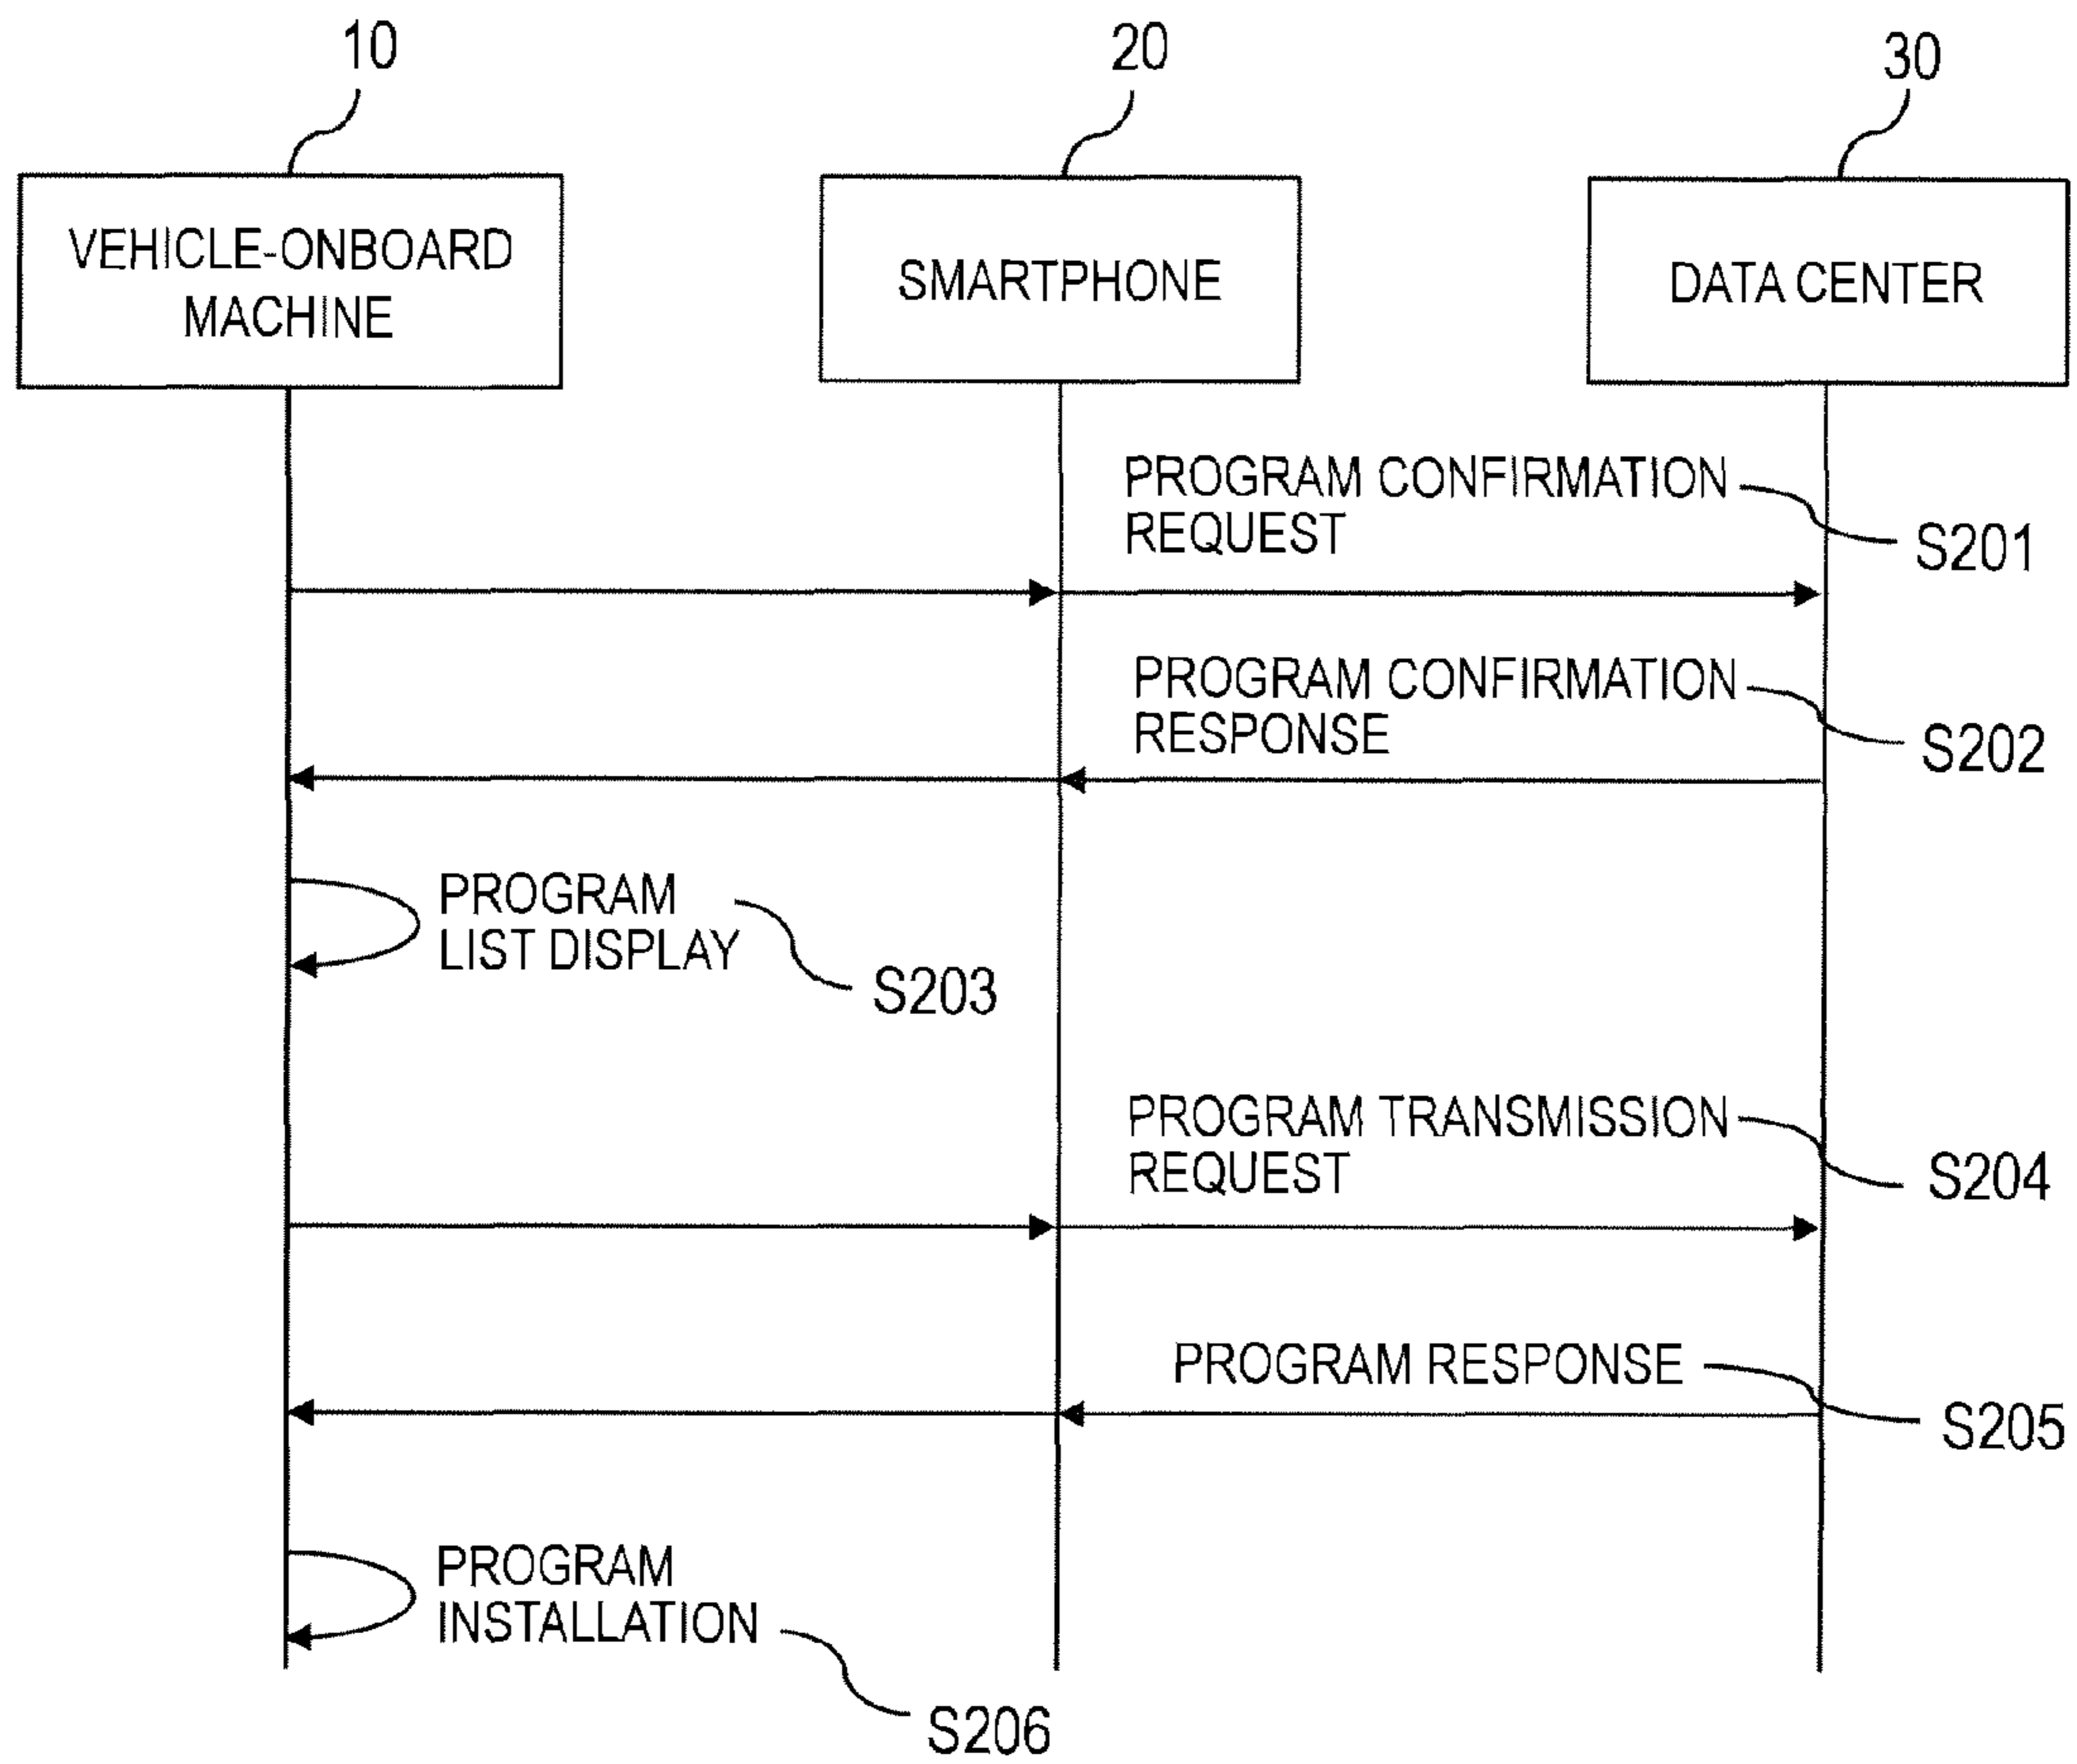 10
20
30
VEHICLE-ONBOARD
MACHINE
SMARTPHONE
DATA CENTER
PROGRAM CONFIRMATION
REQUEST
S201
PROGRAM CONFIRMATION
RESPONSE
S202
PROGRAM
LIST DISPLAY
S203
PROGRAM TRANSMISSION
REQUEST
S204
PROGRAM RESPONSE
S205
PROGRAM
INSTALLATION
S206